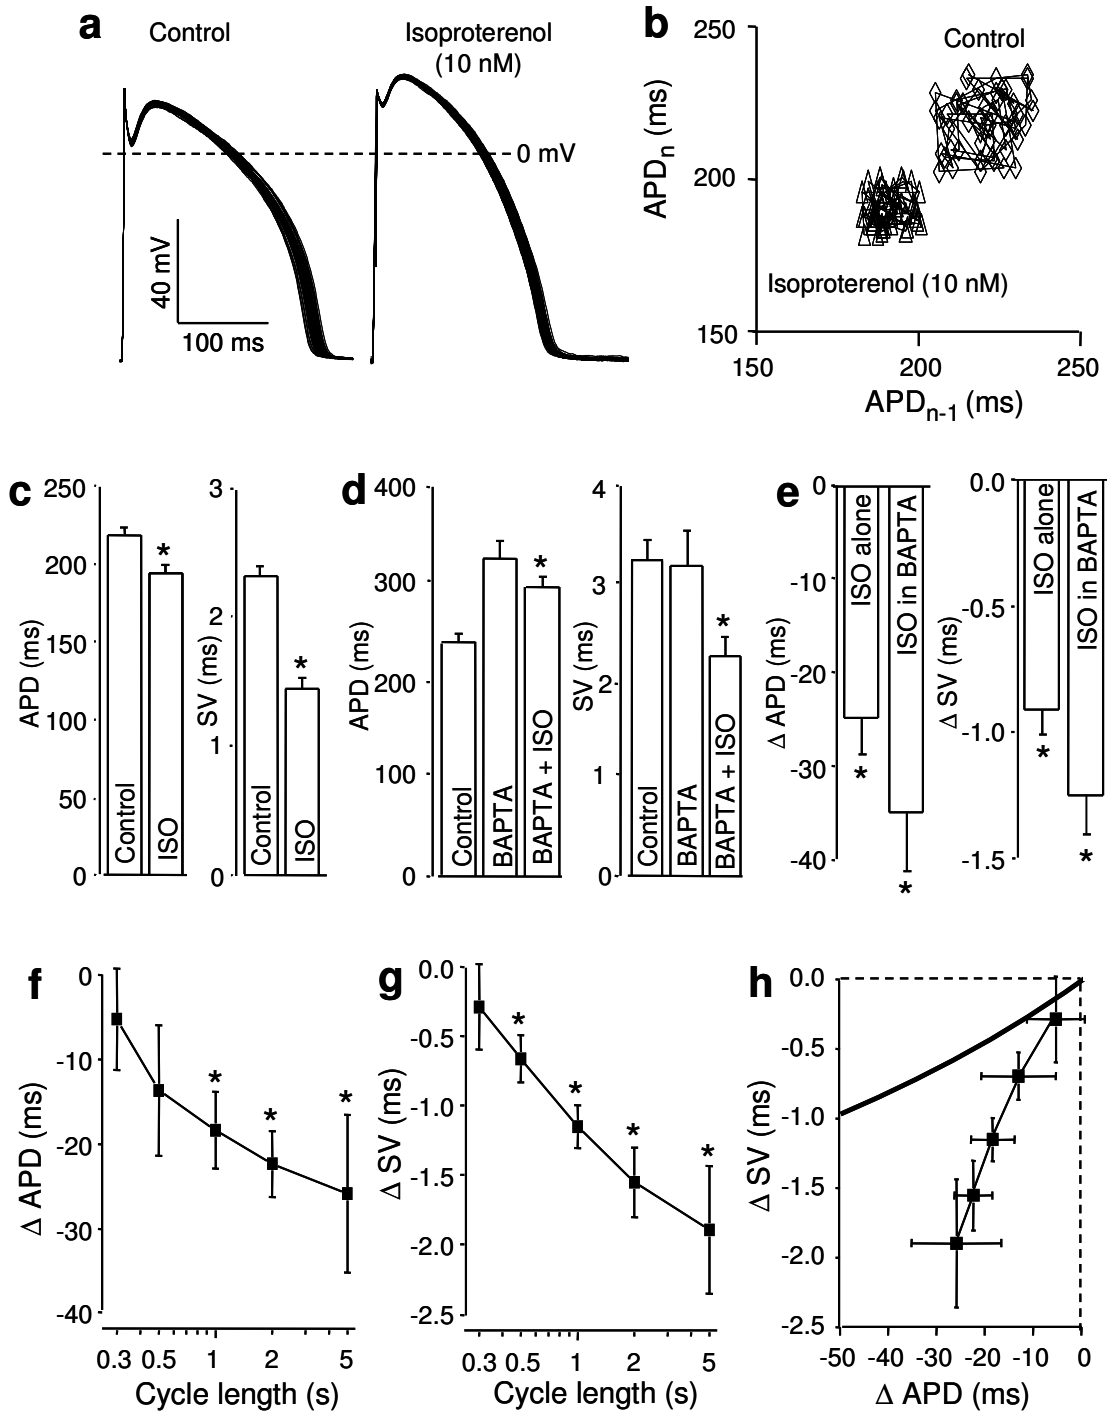 a
Control
Isoproterenol
(10 nM)
0 mV
40 mV
100 ms
b
250
200
150
APDn (ms)
Control
Isoproterenol (10 nM)
150
200
250
APDn-1 (ms)
c
250
200
150
100
50
0
APD (ms)
Control
*
ISO
3
2
1
0
SV (ms)
Control
*
ISO
d
400
300
200
100
0
APD (ms)
Control
BAPTA
*
BAPTA + ISO
4
3
2
1
0
SV (ms)
Control
BAPTA
*
BAPTA + ISO
e
0
-10
-20
-30
-40
Δ APD (ms)
ISO alone
*
ISO in BAPTA
*
0.0
-0.5
-1.0
-1.5
Δ SV (ms)
ISO alone
*
ISO in BAPTA
*
f
0
-10
-20
-30
-40
Δ APD (ms)
* * *
0.3 0.5 1 2 5
Cycle length (s)
g
0.0
-0.5
-1.0
-1.5
-2.0
-2.5
Δ SV (ms)
* * * *
0.3 0.5 1 2 5
Cycle length (s)
h
0.0
-0.5
-1.0
-1.5
-2.0
-2.5
Δ SV (ms)
-50 -40 -30 -20 -10 0
Δ APD (ms)